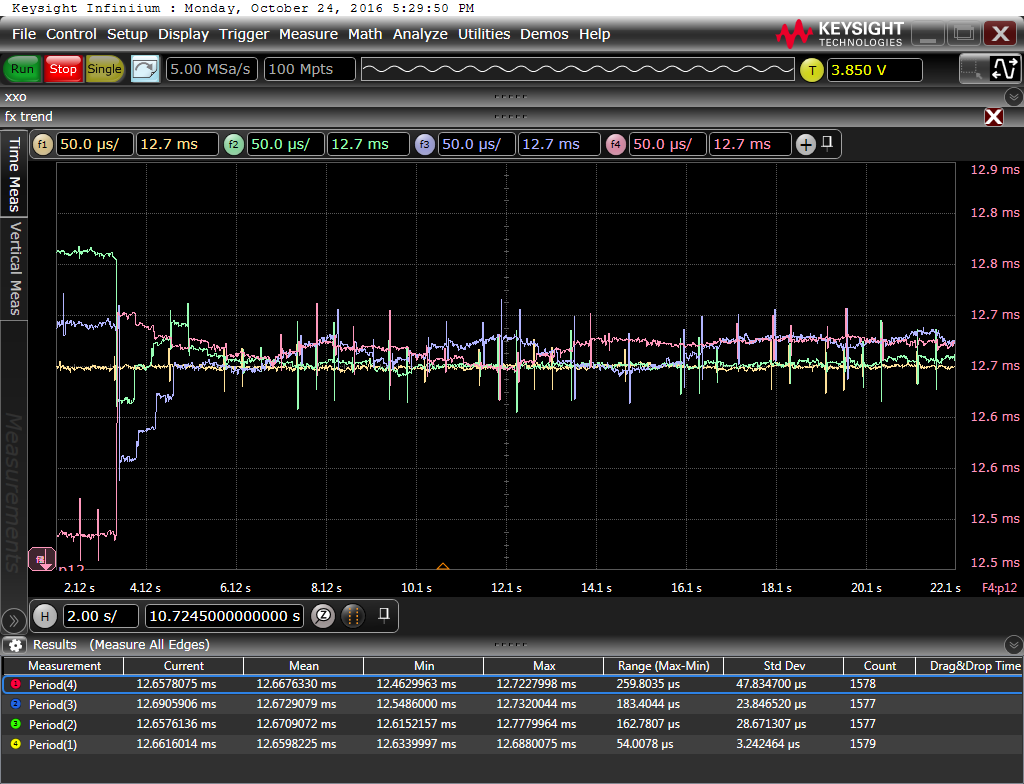 Keysight Infiniium : Monday, October 24, 2016 5:29:50 PM
File Control Setup Display Trigger Measure Math Analyze Utilities Demos Help
KEYSIGHT
TECHNOLOGIES
Run Stop Single 5.00 MSa/s 100 Mpts T 3.850 V
xxo
fx trend
f1 50.0 µs/ 12.7 ms f2 50.0 µs/ 12.7 ms f3 50.0 µs/ 12.7 ms f4 50.0 µs/ 12.7 ms
Time Meas
Vertical Meas
Measurements
12.9 ms
12.8 ms
12.8 ms
12.7 ms
12.7 ms
12.6 ms
12.6 ms
12.5 ms
12.5 ms
p12
2.12 s 4.12 s 6.12 s 8.12 s 10.1 s 12.1 s 14.1 s 16.1 s 18.1 s 20.1 s 22.1 s F4:p12
H 2.00 s/ 10.7245000000000 s Z
Results (Measure All Edges)
Measurement Current Mean Min Max Range (Max-Min) Std Dev Count Drag&Drop Time
1 Period(4) 12.6578075 ms 12.6676330 ms 12.4629963 ms 12.7227998 ms 259.8035 µs 47.834700 µs 1578
2 Period(3) 12.6905906 ms 12.6729079 ms 12.5486000 ms 12.7320044 ms 183.4044 µs 23.846520 µs 1577
3 Period(2) 12.6576136 ms 12.6709072 ms 12.6152157 ms 12.7779964 ms 162.7807 µs 28.671307 µs 1577
4 Period(1) 12.6616014 ms 12.6598225 ms 12.6339997 ms 12.6880075 ms 54.0078 µs 3.242464 µs 1579